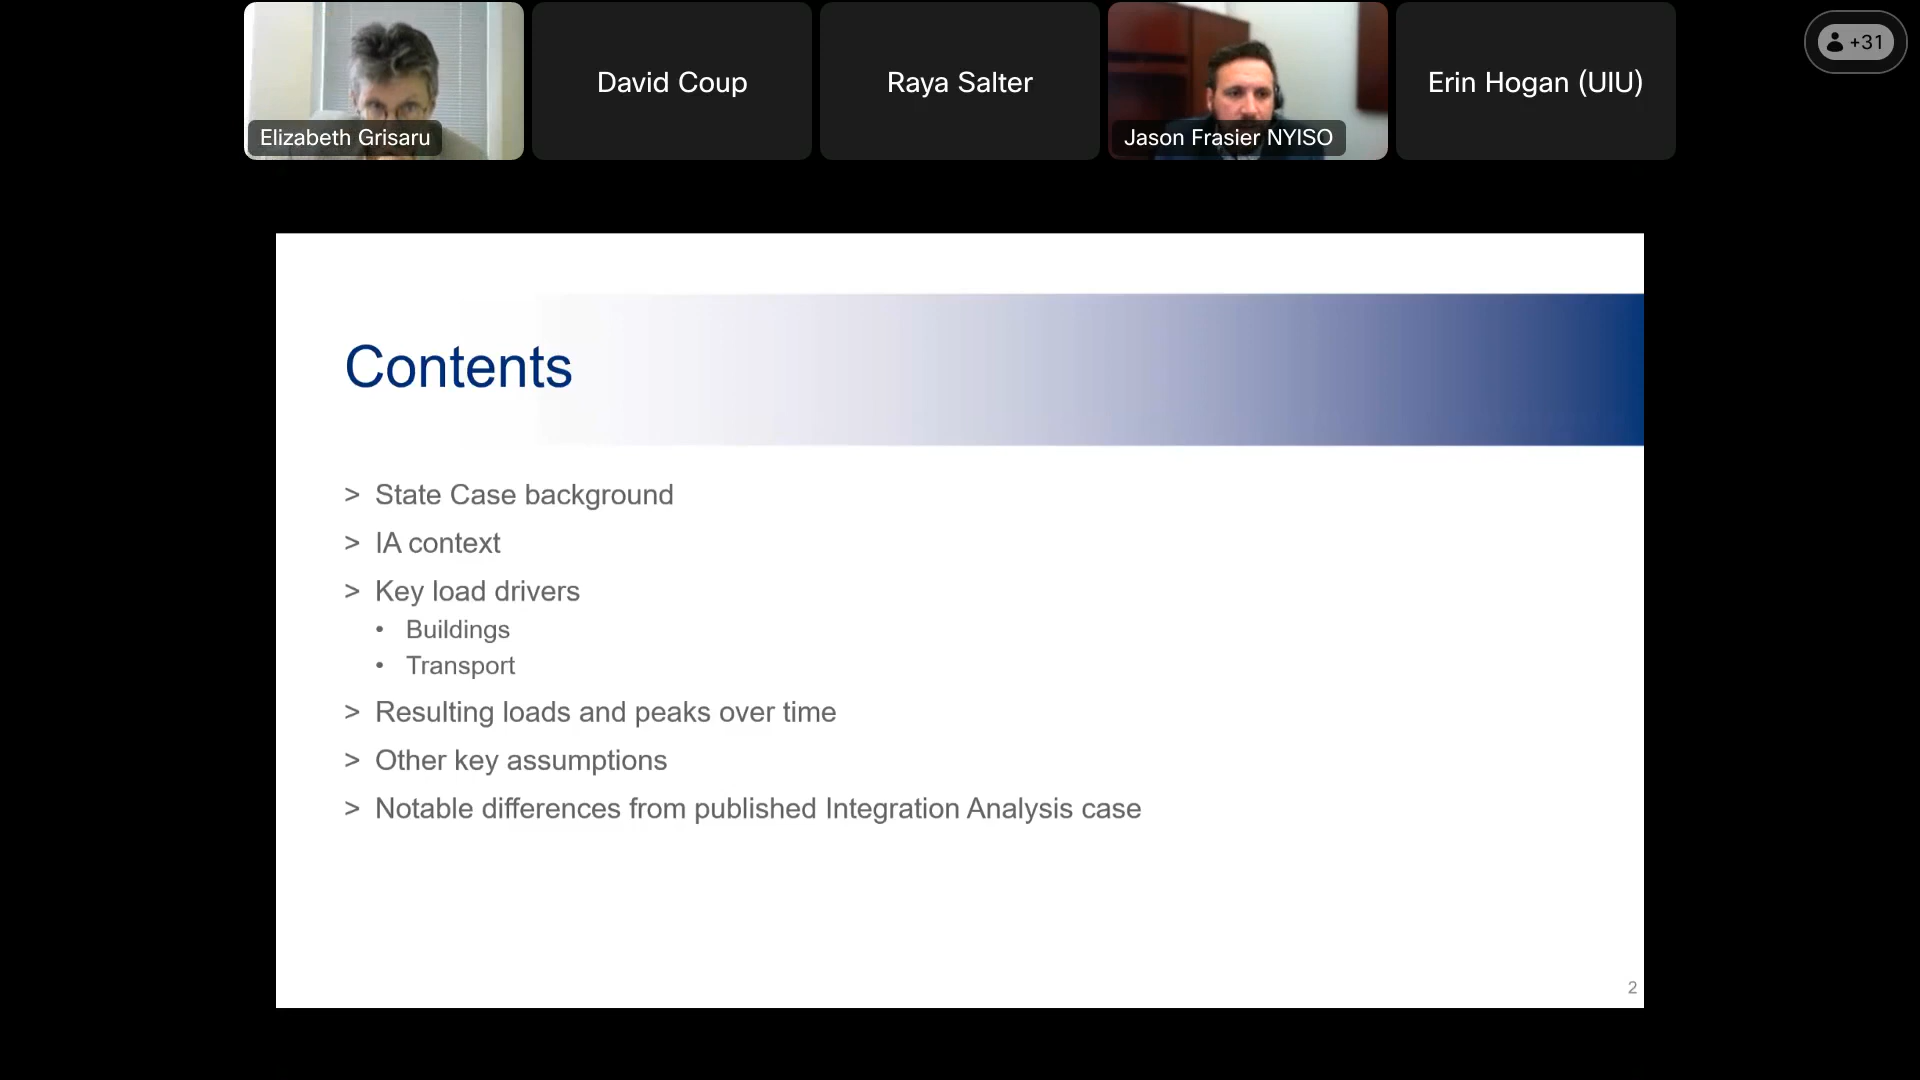 Elizabeth Grisaru
David Coup
Raya Salter
Jason Frasier NYISO
Erin Hogan (UIU)
+31
Contents
> State Case background
> IA context
> Key load drivers
• Buildings
• Transport
> Resulting loads and peaks over time
> Other key assumptions
> Notable differences from published Integration Analysis case
2